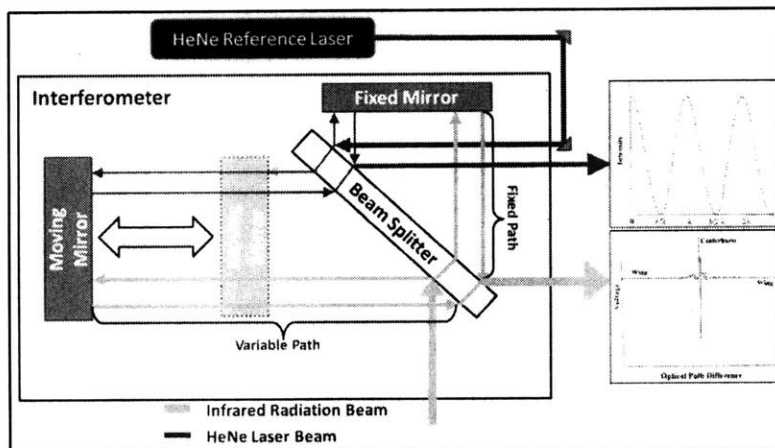 HeNe Reference Laser
Interferometer
Fixed Mirror
Moving
Mirror
Beam Splitter
Fixed Path
Variable Path
Infrared Radiation Beam
HeNe Laser Beam
Centerburst
Wing
Wing
Voltage
Optical Path Difference